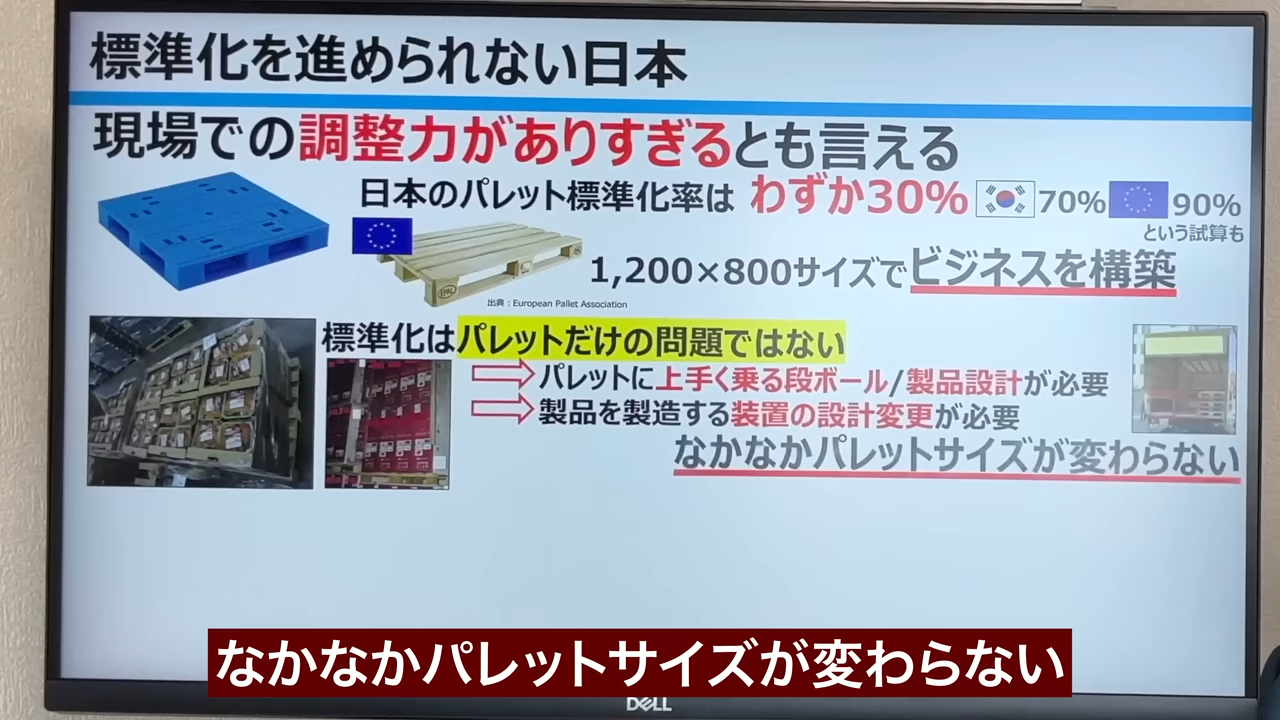 標準化を進められない日本
現場での調整力がありすぎるとも言える
日本のパレット標準化率は わずか30% 70% 90%
という試算も
1,200×800サイズでビジネスを構築
EPAL
出典：European Pallet Association
標準化はパレットだけの問題ではない
パレットに上手く乗る段ボール/製品設計が必要
製品を製造する装置の設計変更が必要
なかなかパレットサイズが変わらない
なかなかパレットサイズが変わらない
DELL